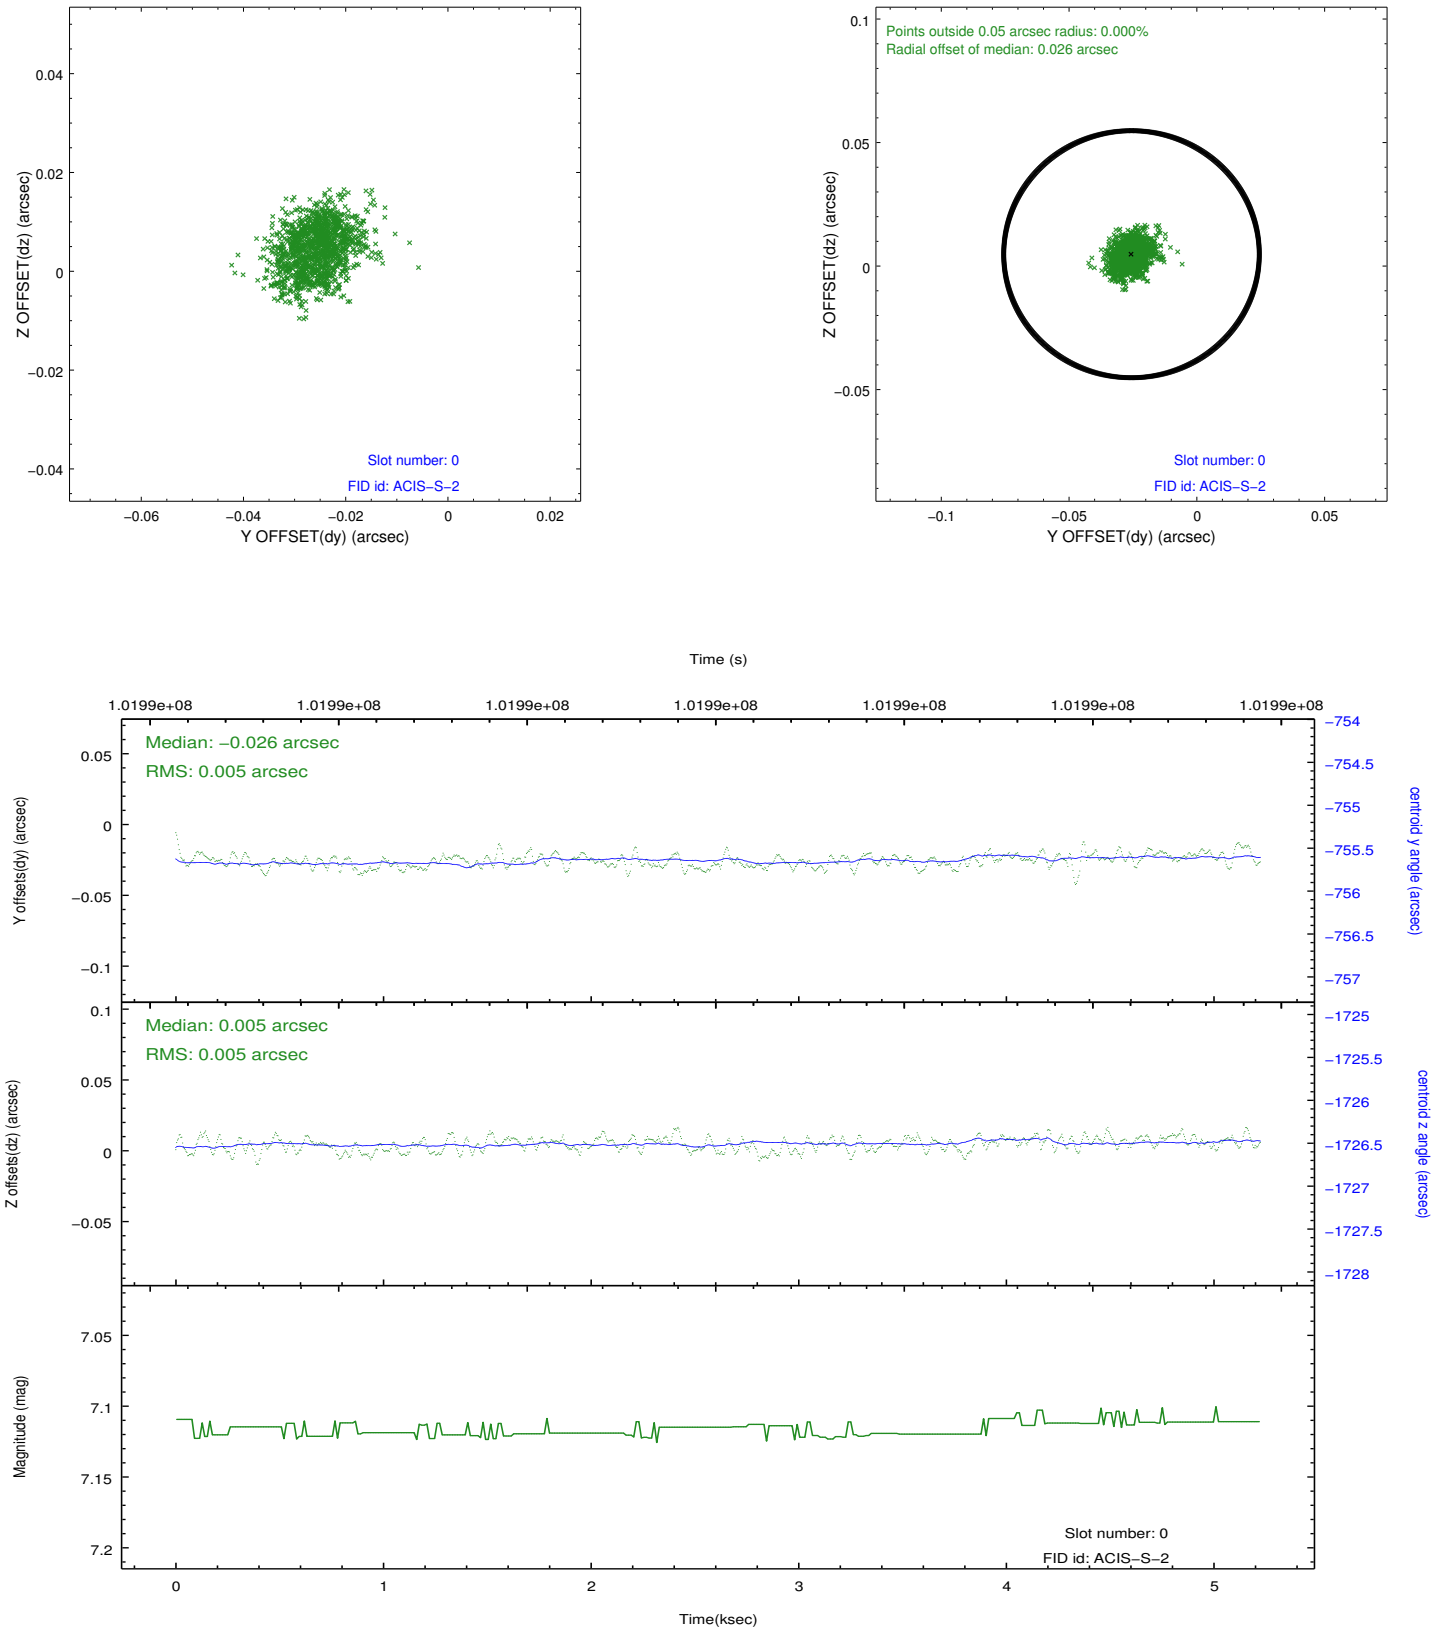 0.04
0.02
0
−0.02
−0.04
Z OFFSET(dz) (arcsec)
Slot number: 0
FID id: ACIS−S−2
−0.06
−0.04
−0.02
0
0.02
Y OFFSET(dy) (arcsec)
Points outside 0.05 arcsec radius: 0.000%
Radial offset of median: 0.026 arcsec
0.1
0.05
0
−0.05
Z OFFSET(dz) (arcsec)
Slot number: 0
FID id: ACIS−S−2
−0.1
−0.05
0
0.05
Y OFFSET(dy) (arcsec)
Time (s)
1.0199e+08
1.0199e+08
1.0199e+08
1.0199e+08
1.0199e+08
1.0199e+08
1.0199e+08
Median: −0.026 arcsec
RMS: 0.005 arcsec
0.05
0
−0.05
−0.1
Y offsets(dy) (arcsec)
−754
−754.5
−755
−755.5
−756
−756.5
−757
centroid y angle (arcsec)
Median: 0.005 arcsec
RMS: 0.005 arcsec
0.1
0.05
0
−0.05
Z offsets(dz) (arcsec)
−1725
−1725.5
−1726
−1726.5
−1727
−1727.5
−1728
centroid z angle (arcsec)
7.05
7.1
7.15
7.2
Magnitude (mag)
Slot number: 0
FID id: ACIS−S−2
0
1
2
3
4
5
Time(ksec)